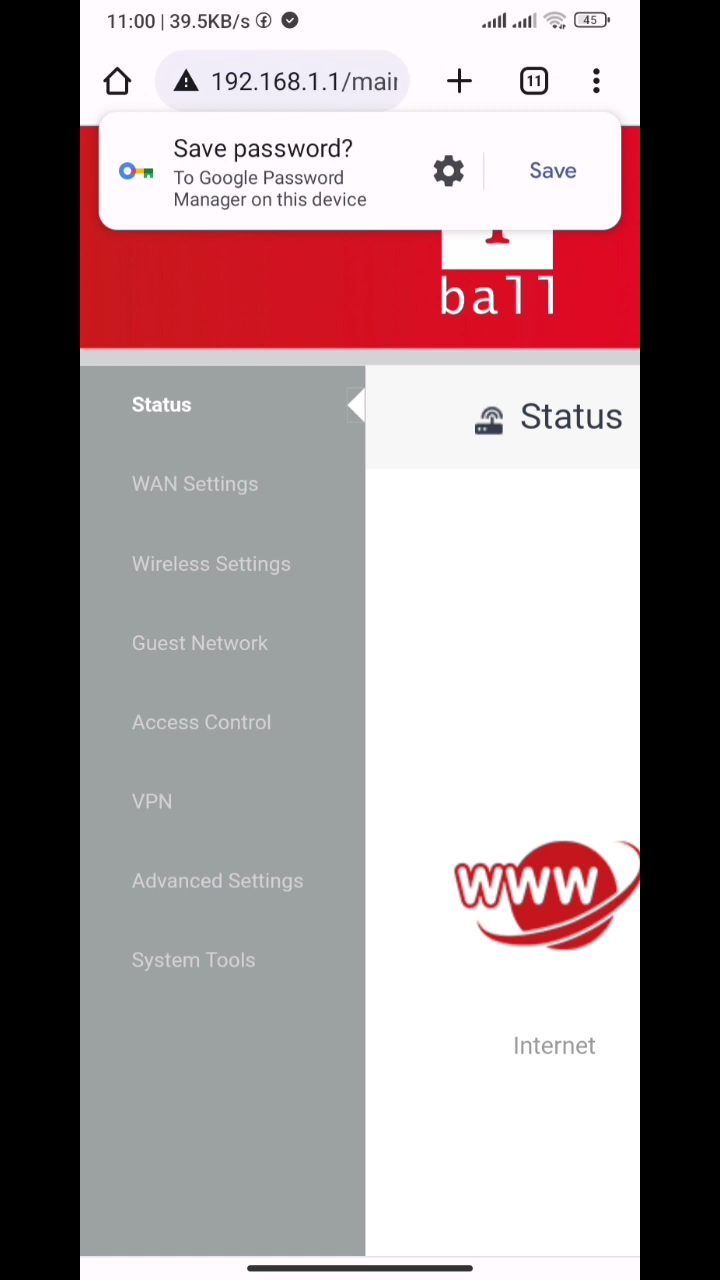 11:00 | 39.5KB/s
45
192.168.1.1/mair
11
Save password?
To Google Password
Manager on this device
Save
ball
Status
Status
WAN Settings
Wireless Settings
Guest Network
Access Control
VPN
Advanced Settings
System Tools
www
Internet